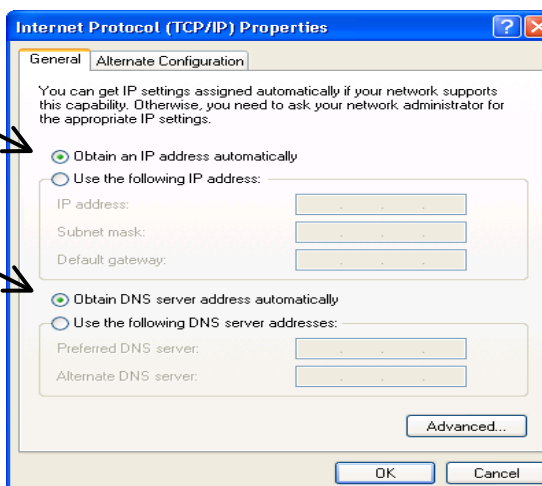 Internet Protocol (TCP/IP) Properties
General Alternate Configuration
You can get IP settings assigned automatically if your network supports
this capability. Otherwise, you need to ask your network administrator for
the appropriate IP settings.
Obtain an IP address automatically
Use the following IP address:
IP address:
Subnet mask:
Default gateway:
Obtain DNS server address automatically
Use the following DNS server addresses:
Preferred DNS server:
Alternate DNS server:
Advanced...
OK Cancel